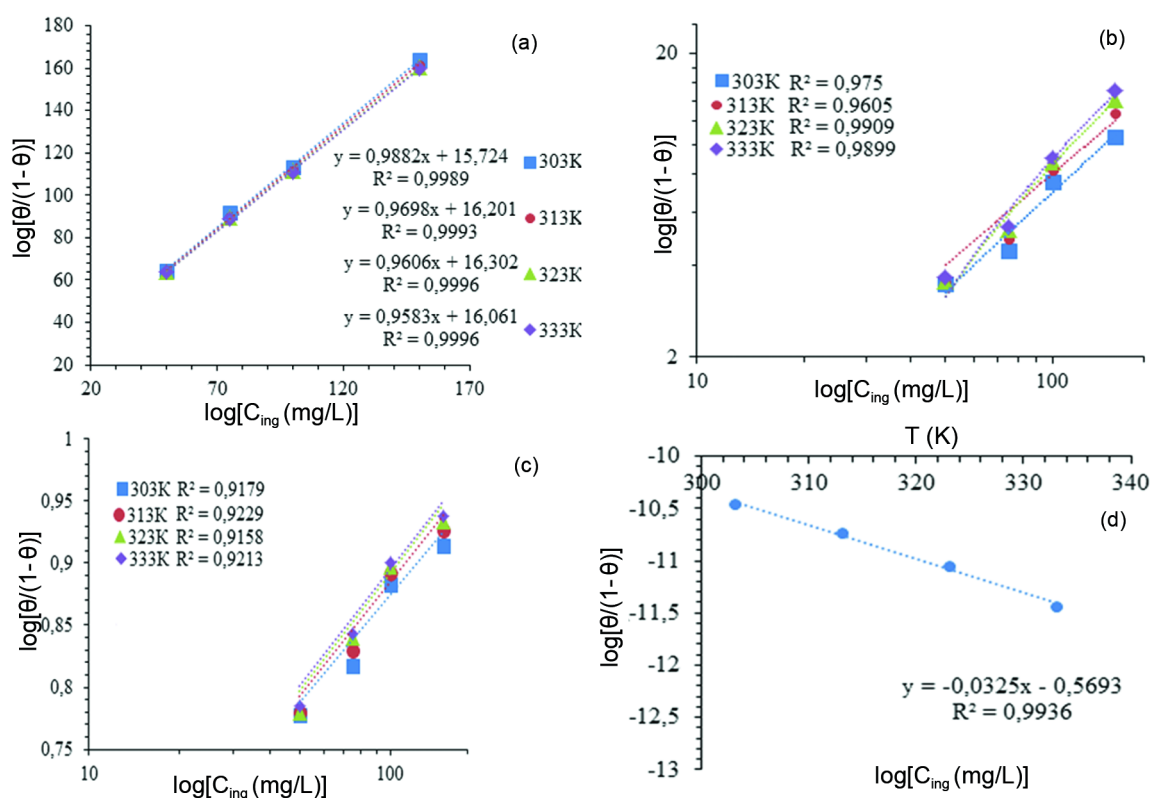 (a)
180
160
140
120
100
80
60
40
20
20
70
120
170
log[θ/(1- θ)]
log[Cing (mg/L)]
y = 0,9882x + 15,724
R² = 0,9989
303K
y = 0,9698x + 16,201
R² = 0,9993
313K
y = 0,9606x + 16,302
R² = 0,9996
323K
y = 0,9583x + 16,061
R² = 0,9996
333K
(b)
20
2
10
100
log[θ/(1- θ)]
log[Cing (mg/L)]
303K R² = 0,975
313K R² = 0,9605
323K R² = 0,9909
333K R² = 0,9899
(c)
1
0,95
0,9
0,85
0,8
0,75
10
100
log[θ/(1- θ)]
log[Cing (mg/L)]
303K R² = 0,9179
313K R² = 0,9229
323K R² = 0,9158
333K R² = 0,9213
T (K)
(d)
-10
-10,5
-11
-11,5
-12
-12,5
-13
300
310
320
330
340
log[θ/(1- θ)]
y = -0,0325x - 0,5693
R² = 0,9936
log[Cing (mg/L)]